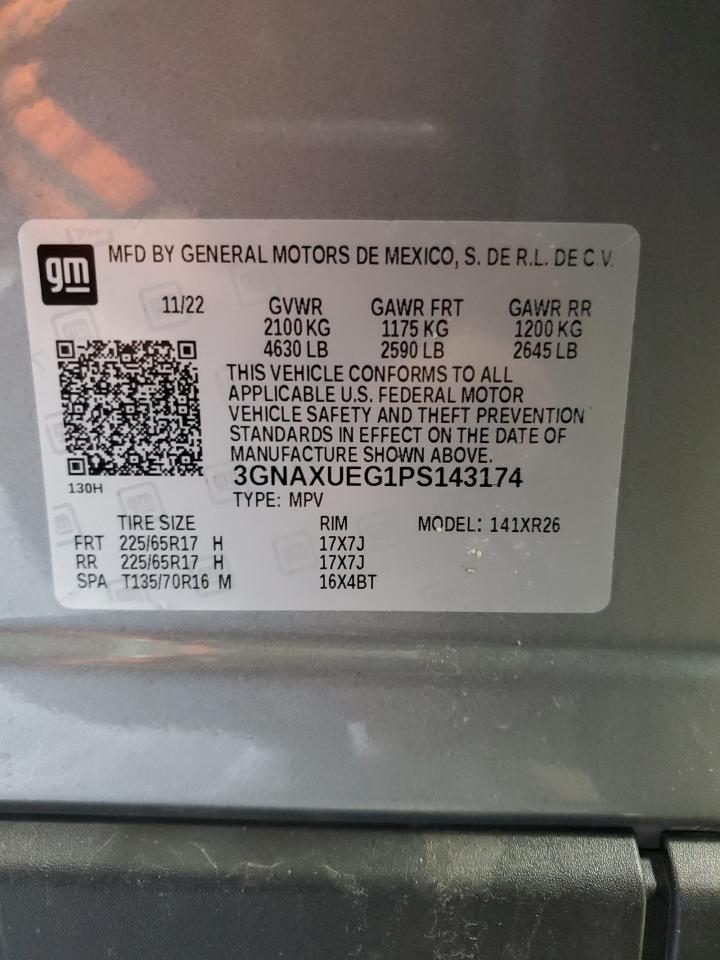 gm
MFD BY GENERAL MOTORS DE MEXICO, S. DE R.L. DE C.V.
11/22 GVWR GAWR FRT GAWR RR
2100 KG 1175 KG 1200 KG
4630 LB 2590 LB 2645 LB
THIS VEHICLE CONFORMS TO ALL
APPLICABLE U.S. FEDERAL MOTOR
VEHICLE SAFETY AND THEFT PREVENTION
STANDARDS IN EFFECT ON THE DATE OF
MANUFACTURE SHOWN ABOVE.
3GNAXUEG1PS143174
130H
TYPE: MPV
TIRE SIZE RIM MODEL: 141XR26
FRT 225/65R17 H 17X7J
RR 225/65R17 H 17X7J
SPA T135/70R16 M 16X4BT